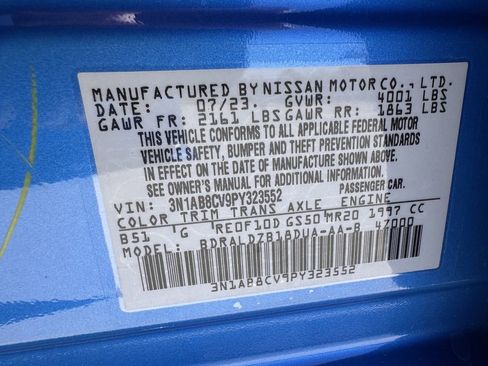 MANUFACTURED BY NISSAN MOTOR CO., LTD.
DATE: 07/23. GVWR: 4001 LBS
GAWR FR: 2161 LBS GAWR RR: 1863 LBS
THIS VEHICLE CONFORMS TO ALL APPLICABLE FEDERAL MOTOR
VEHICLE SAFETY, BUMPER AND THEFT PREVENTION STANDARDS
IN EFFECT ON THE DATE OF MANUFACTURE SHOWN ABOVE.
SEE OWNER'S MANUAL FOR ADDITIONAL INFORMATION.
VIN: 3N1AB8CV9PY323552 PASSENGER CAR.
COLOR TRIM TRANS AXLE ENGINE
B51 G RE0F10D GS50 MR20 1997 CC
MODEL: BDRALDZB18DUA-AA-B 4Z000
3N1AB8CV9PY323552